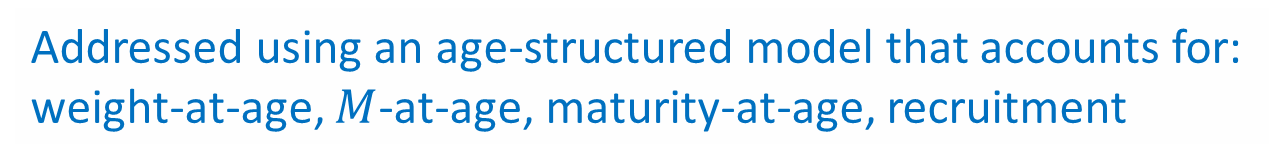 Addressed using an age-structured model that accounts for:
weight-at-age, M-at-age, maturity-at-age, recruitment